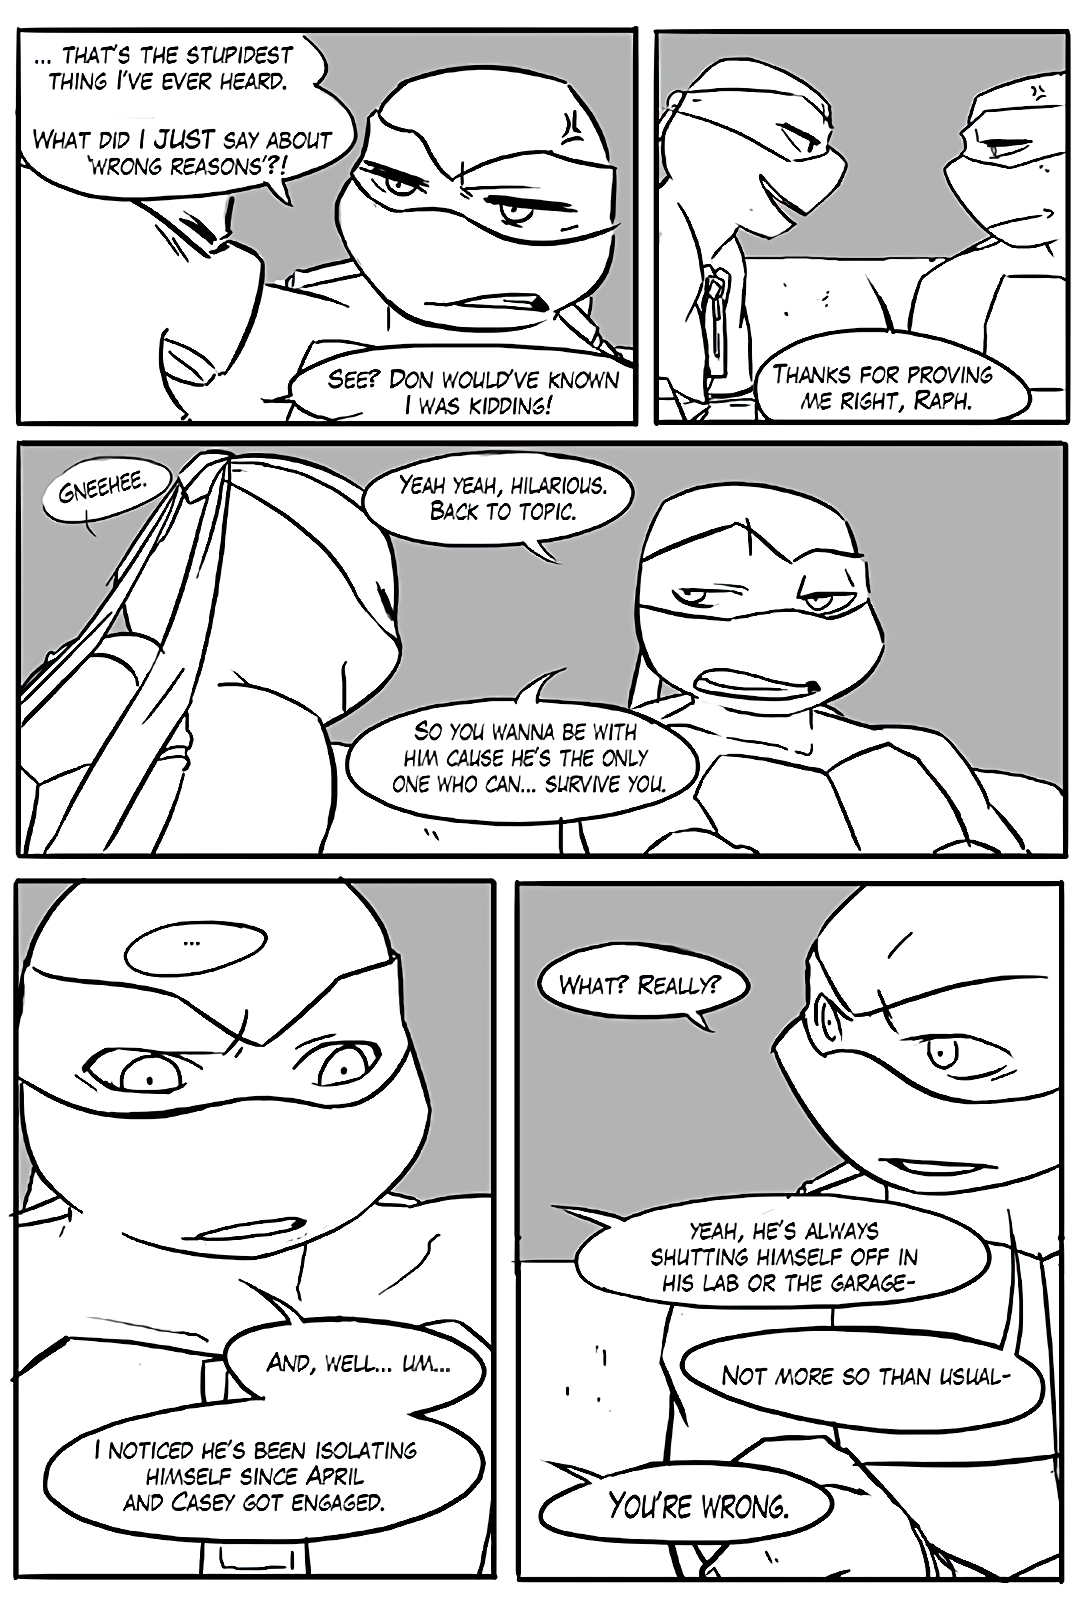 ... THAT'S THE STUPIDEST
THING I'VE EVER HEARD.
WHAT DID I JUST SAY ABOUT
'WRONG REASONS'?!
SEE? DON WOULD'VE KNOWN
I WAS KIDDING!
THANKS FOR PROVING
ME RIGHT, RAPH.
GNEEHEE.
YEAH YEAH, HILARIOUS.
BACK TO TOPIC.
SO YOU WANNA BE WITH
HIM CAUSE HE'S THE ONLY
ONE WHO CAN... SURVIVE YOU.
...
AND, WELL... UM...
I NOTICED HE'S BEEN ISOLATING
HIMSELF SINCE APRIL
AND CASEY GOT ENGAGED.
WHAT? REALLY?
YEAH, HE'S ALWAYS
SHUTTING HIMSELF OFF IN
HIS LAB OR THE GARAGE-
NOT MORE SO THAN USUAL-
YOU'RE WRONG.